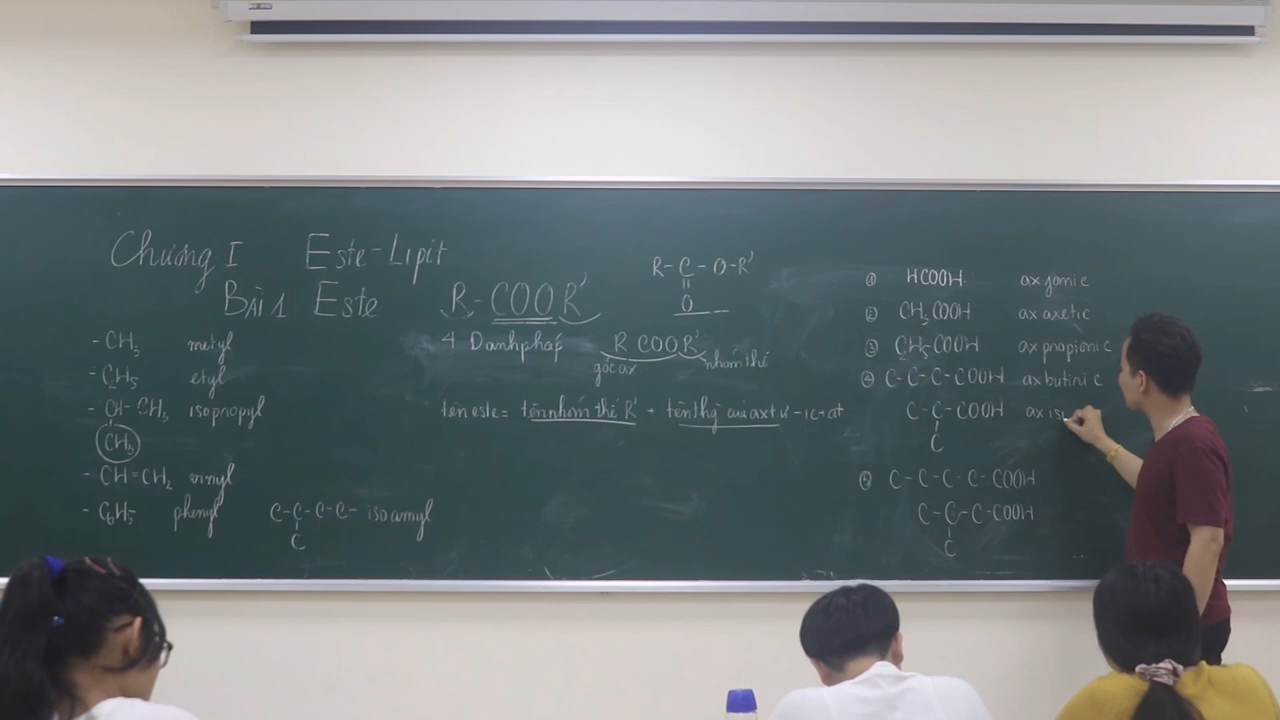 Chương I Este-Lipit
Bài 1 Este R-COOR'
R-C-O-R'
||
O
-CH3 metyl
-C2H5 etyl
-CH-CH3 isopropyl
CH3
-CH=CH2 vinyl
-C6H5 phenyl
C-C-C-C- isoamyl
C
4 Danh pháp RCOOR'
gốc ax nhóm thế
tên este = tên nhóm thế R' + tên thg của ax t.ư -ic+at
① HCOOH ax fomic
② CH3COOH ax axetic
③ C2H5COOH ax propionic
④ C-C-C-COOH ax butiric
C-C-COOH ax iso
C
⑤ C-C-C-C-COOH
C-C-C-COOH
C